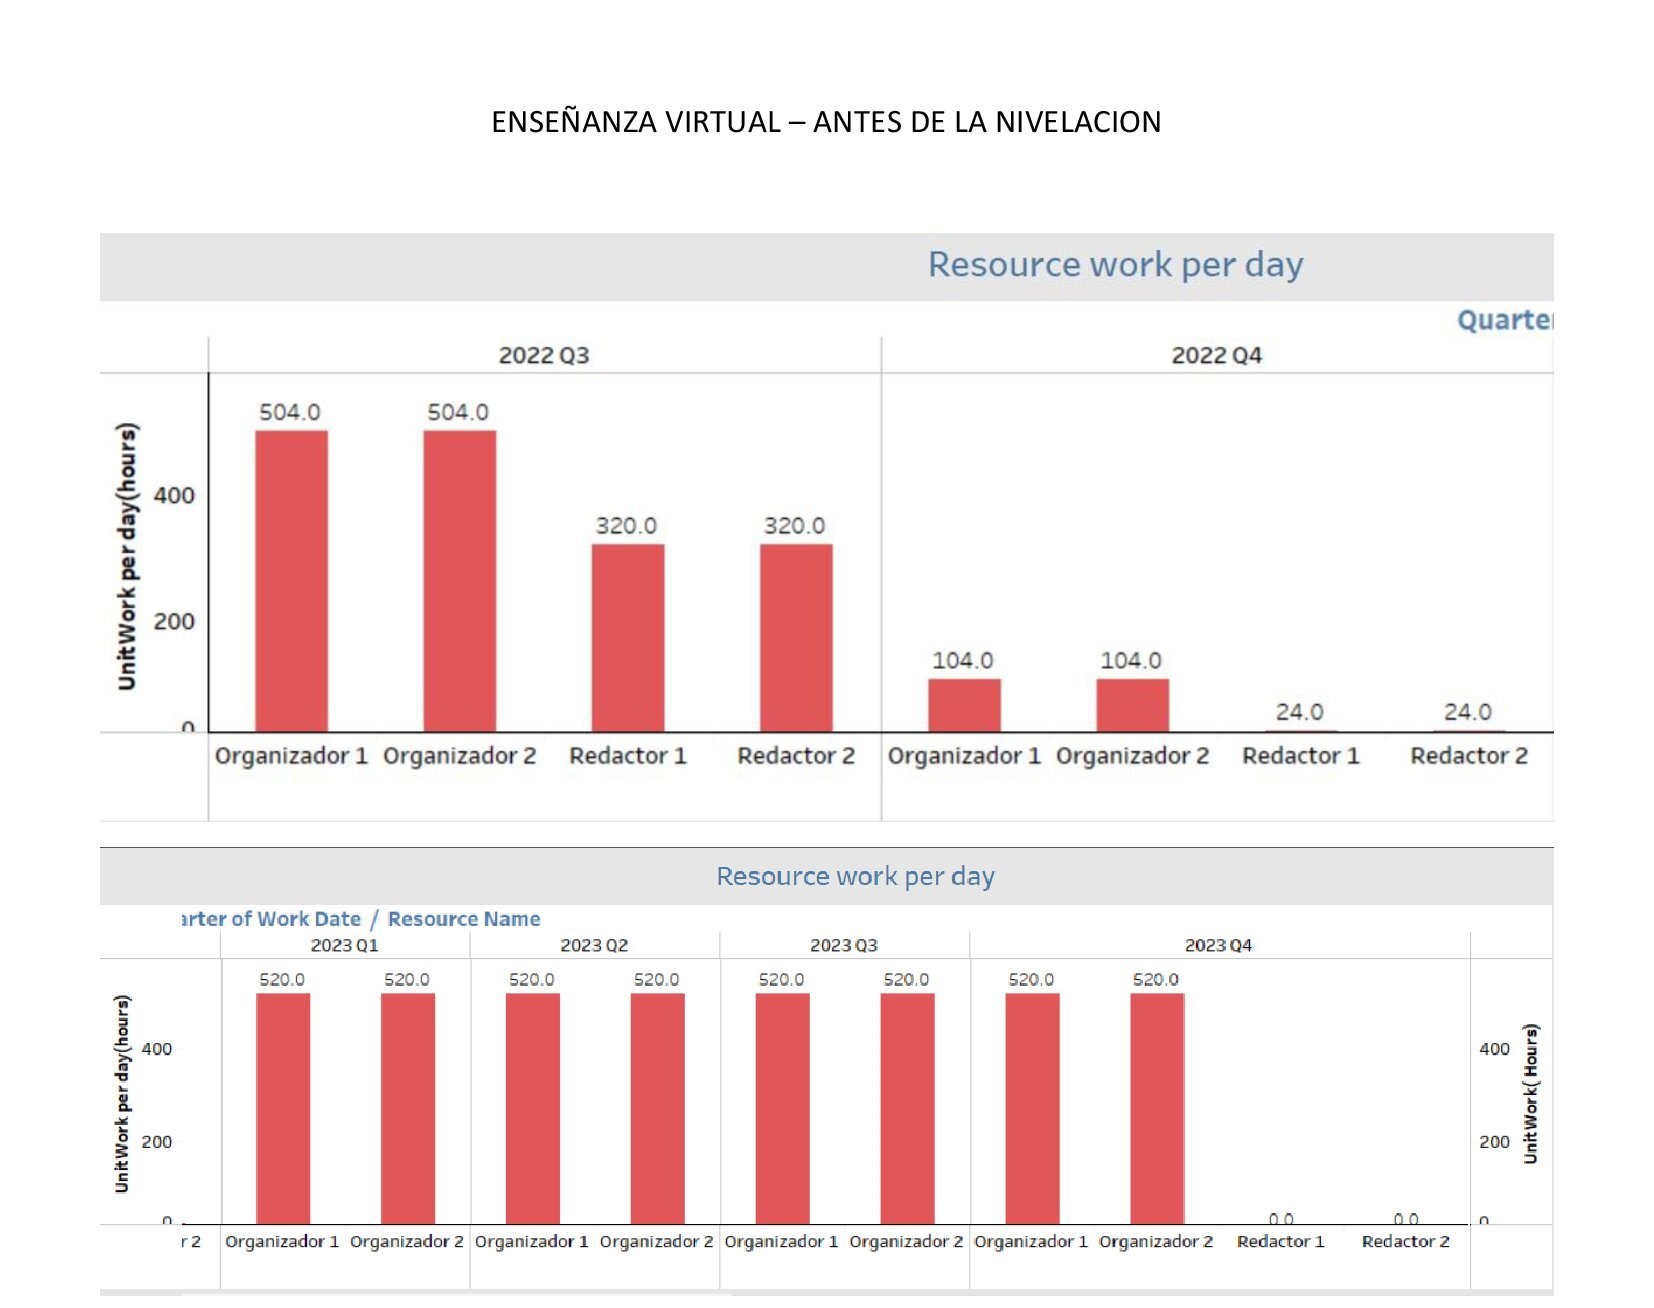 ENSEÑANZA VIRTUAL – ANTES DE LA NIVELACION
Resource work per day
Quarter
2022 Q3 2022 Q4
UnitWork per day(hours)
504.0 504.0 320.0 320.0 104.0 104.0 24.0 24.0
400
200
0
Organizador 1 Organizador 2 Redactor 1 Redactor 2 Organizador 1 Organizador 2 Redactor 1 Redactor 2
Resource work per day
arter of Work Date / Resource Name
2023 Q1 2023 Q2 2023 Q3 2023 Q4
UnitWork per day(hours)
520.0 520.0 520.0 520.0 520.0 520.0 520.0 520.0 0.0 0.0
400
200
0
400
200
0
UnitWork( Hours)
r 2 Organizador 1 Organizador 2 Organizador 1 Organizador 2 Organizador 1 Organizador 2 Organizador 1 Organizador 2 Redactor 1 Redactor 2